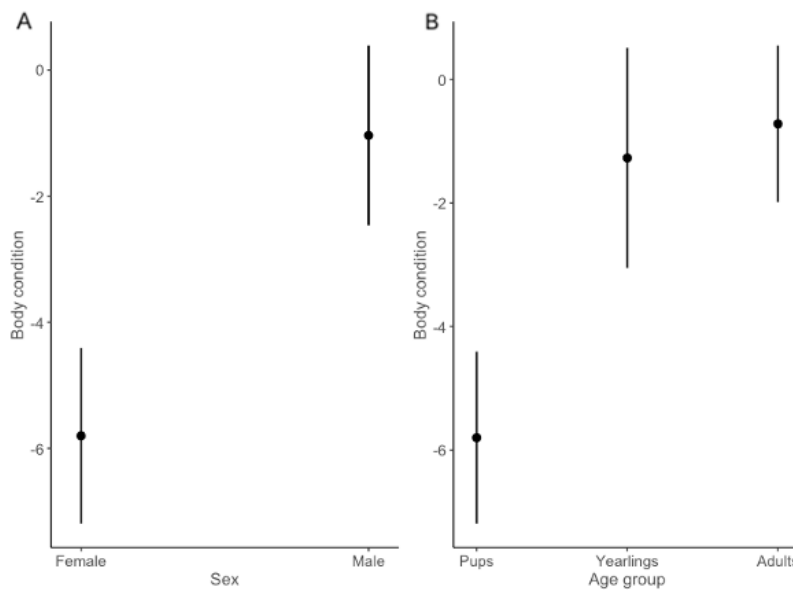 A
Body condition
0
-2
-4
-6
Female
Male
Sex
B
Body condition
0
-2
-4
-6
Pups
Yearlings
Adults
Age group